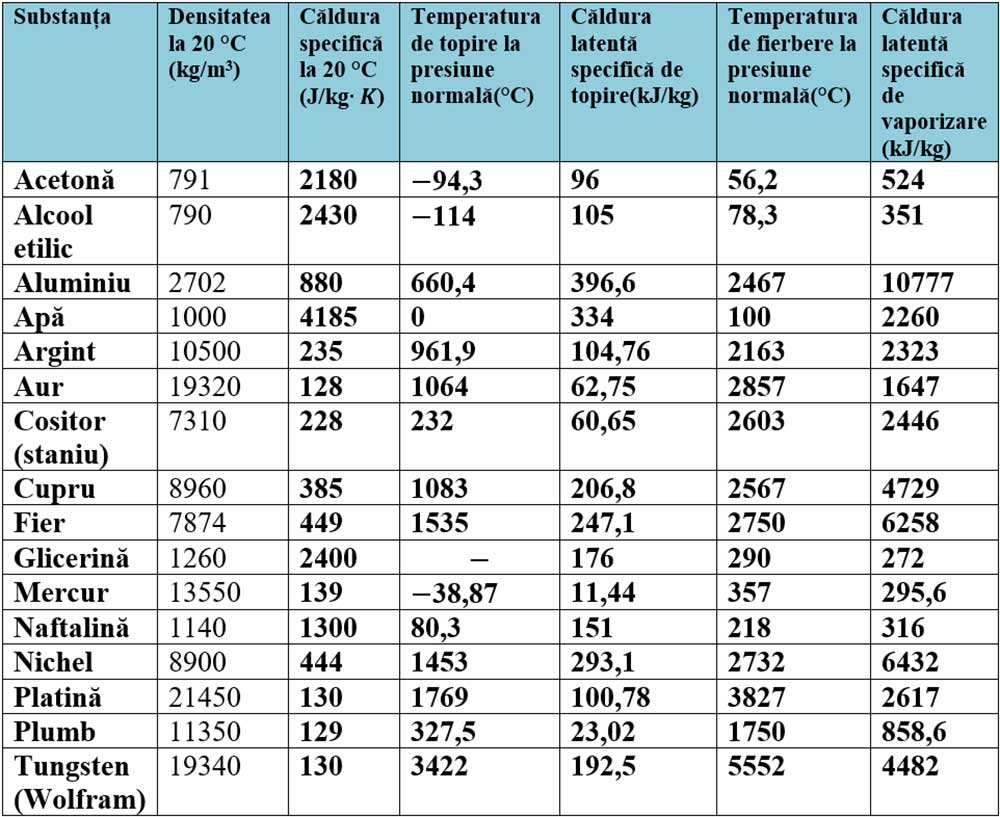 Substanța Densitatea la 20 °C (kg/m³) Căldura specifică la 20 °C (J/kg· K) Temperatura de topire la presiune normală(°C) Căldura latentă specifică de topire(kJ/kg) Temperatura de fierbere la presiune normală(°C) Căldura latentă specifică de vaporizare (kJ/kg)
Acetonă 791 2180 −94,3 96 56,2 524
Alcool etilic 790 2430 −114 105 78,3 351
Aluminiu 2702 880 660,4 396,6 2467 10777
Apă 1000 4185 0 334 100 2260
Argint 10500 235 961,9 104,76 2163 2323
Aur 19320 128 1064 62,75 2857 1647
Cositor (staniu) 7310 228 232 60,65 2603 2446
Cupru 8960 385 1083 206,8 2567 4729
Fier 7874 449 1535 247,1 2750 6258
Glicerină 1260 2400 − 176 290 272
Mercur 13550 139 −38,87 11,44 357 295,6
Naftalină 1140 1300 80,3 151 218 316
Nichel 8900 444 1453 293,1 2732 6432
Platină 21450 130 1769 100,78 3827 2617
Plumb 11350 129 327,5 23,02 1750 858,6
Tungsten (Wolfram) 19340 130 3422 192,5 5552 4482